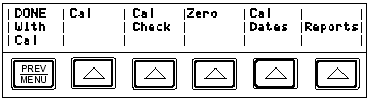 DONE With Cal
Cal
Cal Check
Zero
Cal Dates
Reports
PREV
MENU